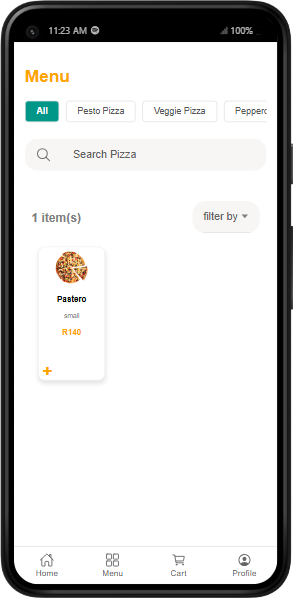 11:23 AM
100%
Menu
All Pesto Pizza Veggie Pizza Pepperc
Search Pizza
1 item(s) filter by
Pastero
small
R140
+
Home Menu Cart Profile